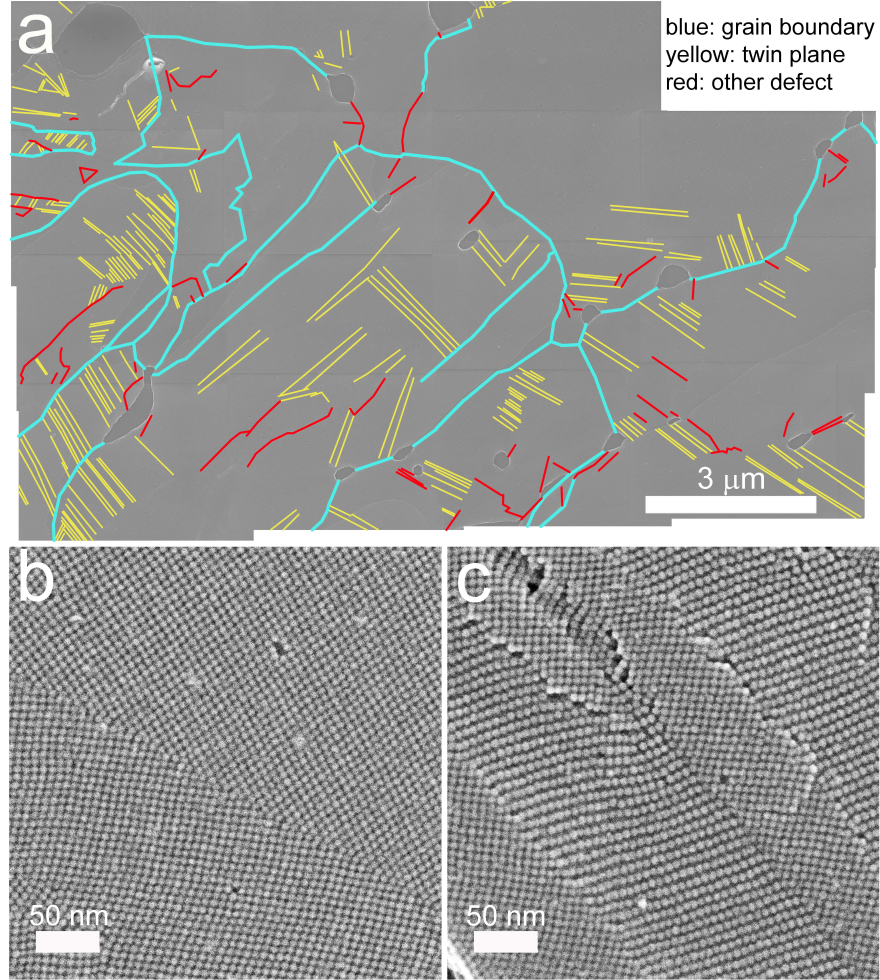 a
blue: grain boundary
yellow: twin plane
red: other defect
3 μm
b
50 nm
c
50 nm